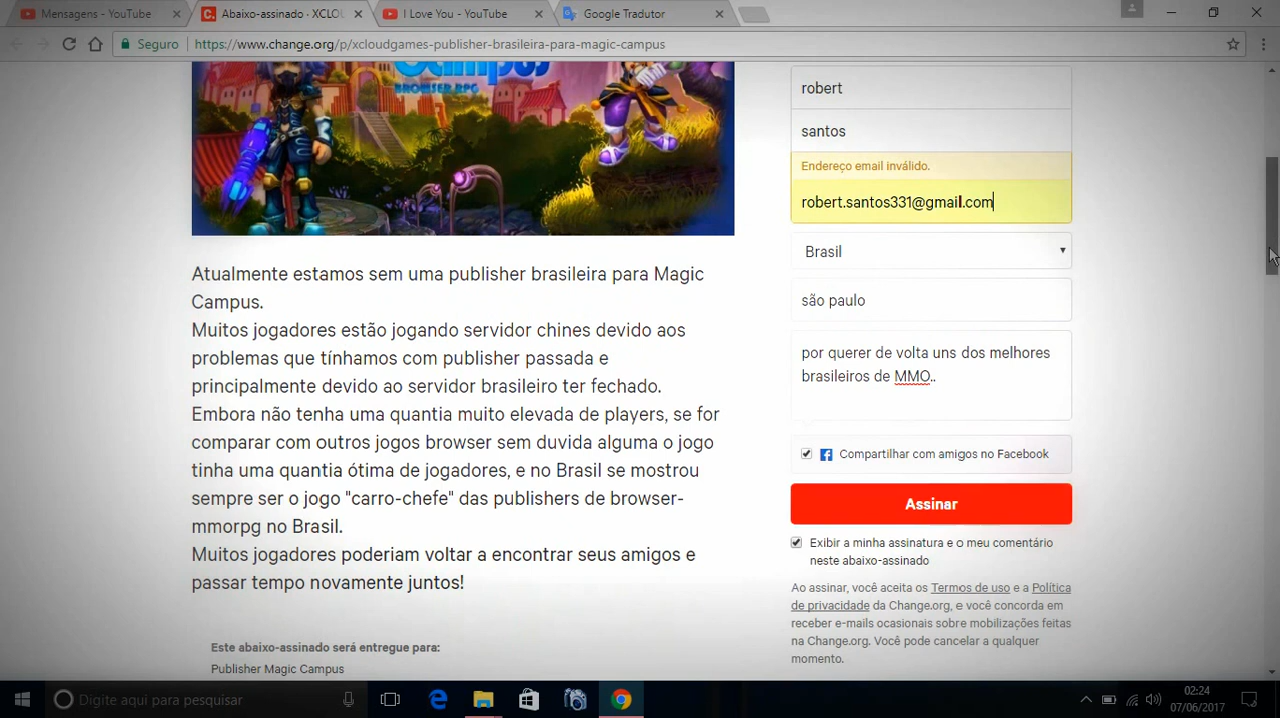 Mensagens - YouTube
Abaixo-assinado · XCLOU
I Love You - YouTube
Google Tradutor
Seguro
https://www.change.org/p/xcloudgames-publisher-brasileira-para-magic-campus
Campus
BROWSER RPG
Atualmente estamos sem uma publisher brasileira para Magic
Campus.
Muitos jogadores estão jogando servidor chines devido aos
problemas que tínhamos com publisher passada e
principalmente devido ao servidor brasileiro ter fechado.
Embora não tenha uma quantia muito elevada de players, se for
comparar com outros jogos browser sem duvida alguma o jogo
tinha uma quantia ótima de jogadores, e no Brasil se mostrou
sempre ser o jogo "carro-chefe" das publishers de browser-
mmorpg no Brasil.
Muitos jogadores poderiam voltar a encontrar seus amigos e
passar tempo novamente juntos!
Este abaixo-assinado será entregue para:
Publisher Magic Campus
robert
santos
Endereço email inválido.
robert.santos331@gmail.com
Brasil
são paulo
por querer de volta uns dos melhores
brasileiros de MMO..
Compartilhar com amigos no Facebook
Assinar
Exibir a minha assinatura e o meu comentário
neste abaixo-assinado
Ao assinar, você aceita os Termos de uso e a Política
de privacidade da Change.org, e você concorda em
receber e-mails ocasionais sobre mobilizações feitas
na Change.org. Você pode cancelar a qualquer
momento.
Digite aqui para pesquisar
02:24
07/06/2017